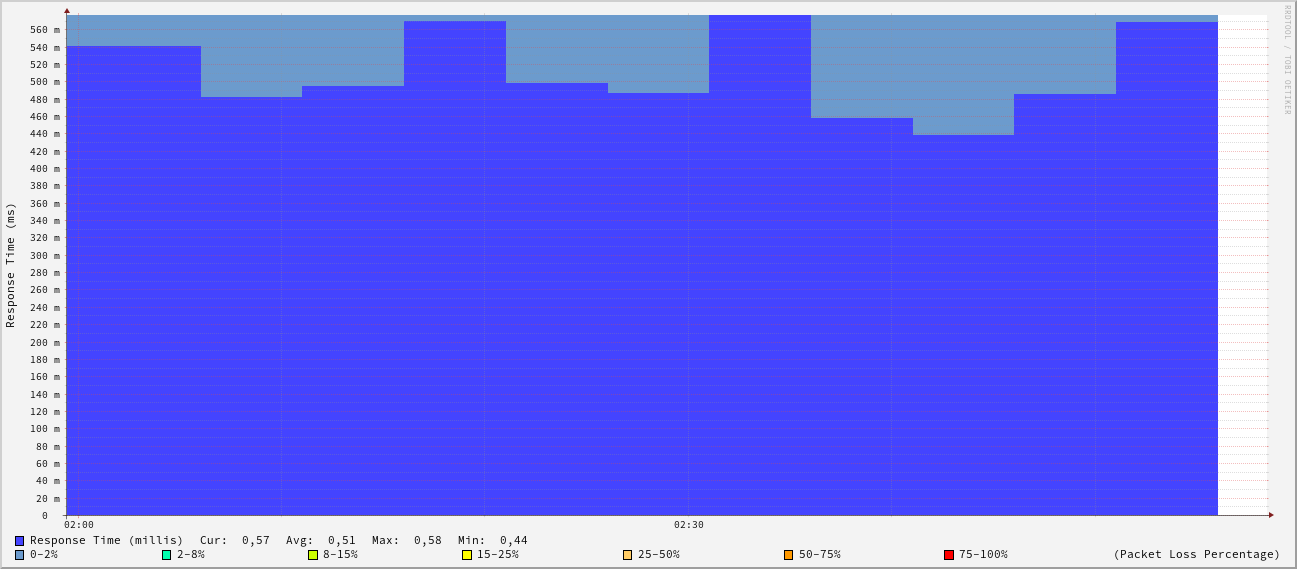 RRDTOOL / TOBI OETIKER
Response Time (ms)
560 m
540 m
520 m
500 m
480 m
460 m
440 m
420 m
400 m
380 m
360 m
340 m
320 m
300 m
280 m
260 m
240 m
220 m
200 m
180 m
160 m
140 m
120 m
100 m
80 m
60 m
40 m
20 m
0
02:00 02:30
Response Time (millis) Cur: 0,57 Avg: 0,51 Max: 0,58 Min: 0,44
0-2% 2-8% 8-15% 15-25% 25-50% 50-75% 75-100% (Packet Loss Percentage)